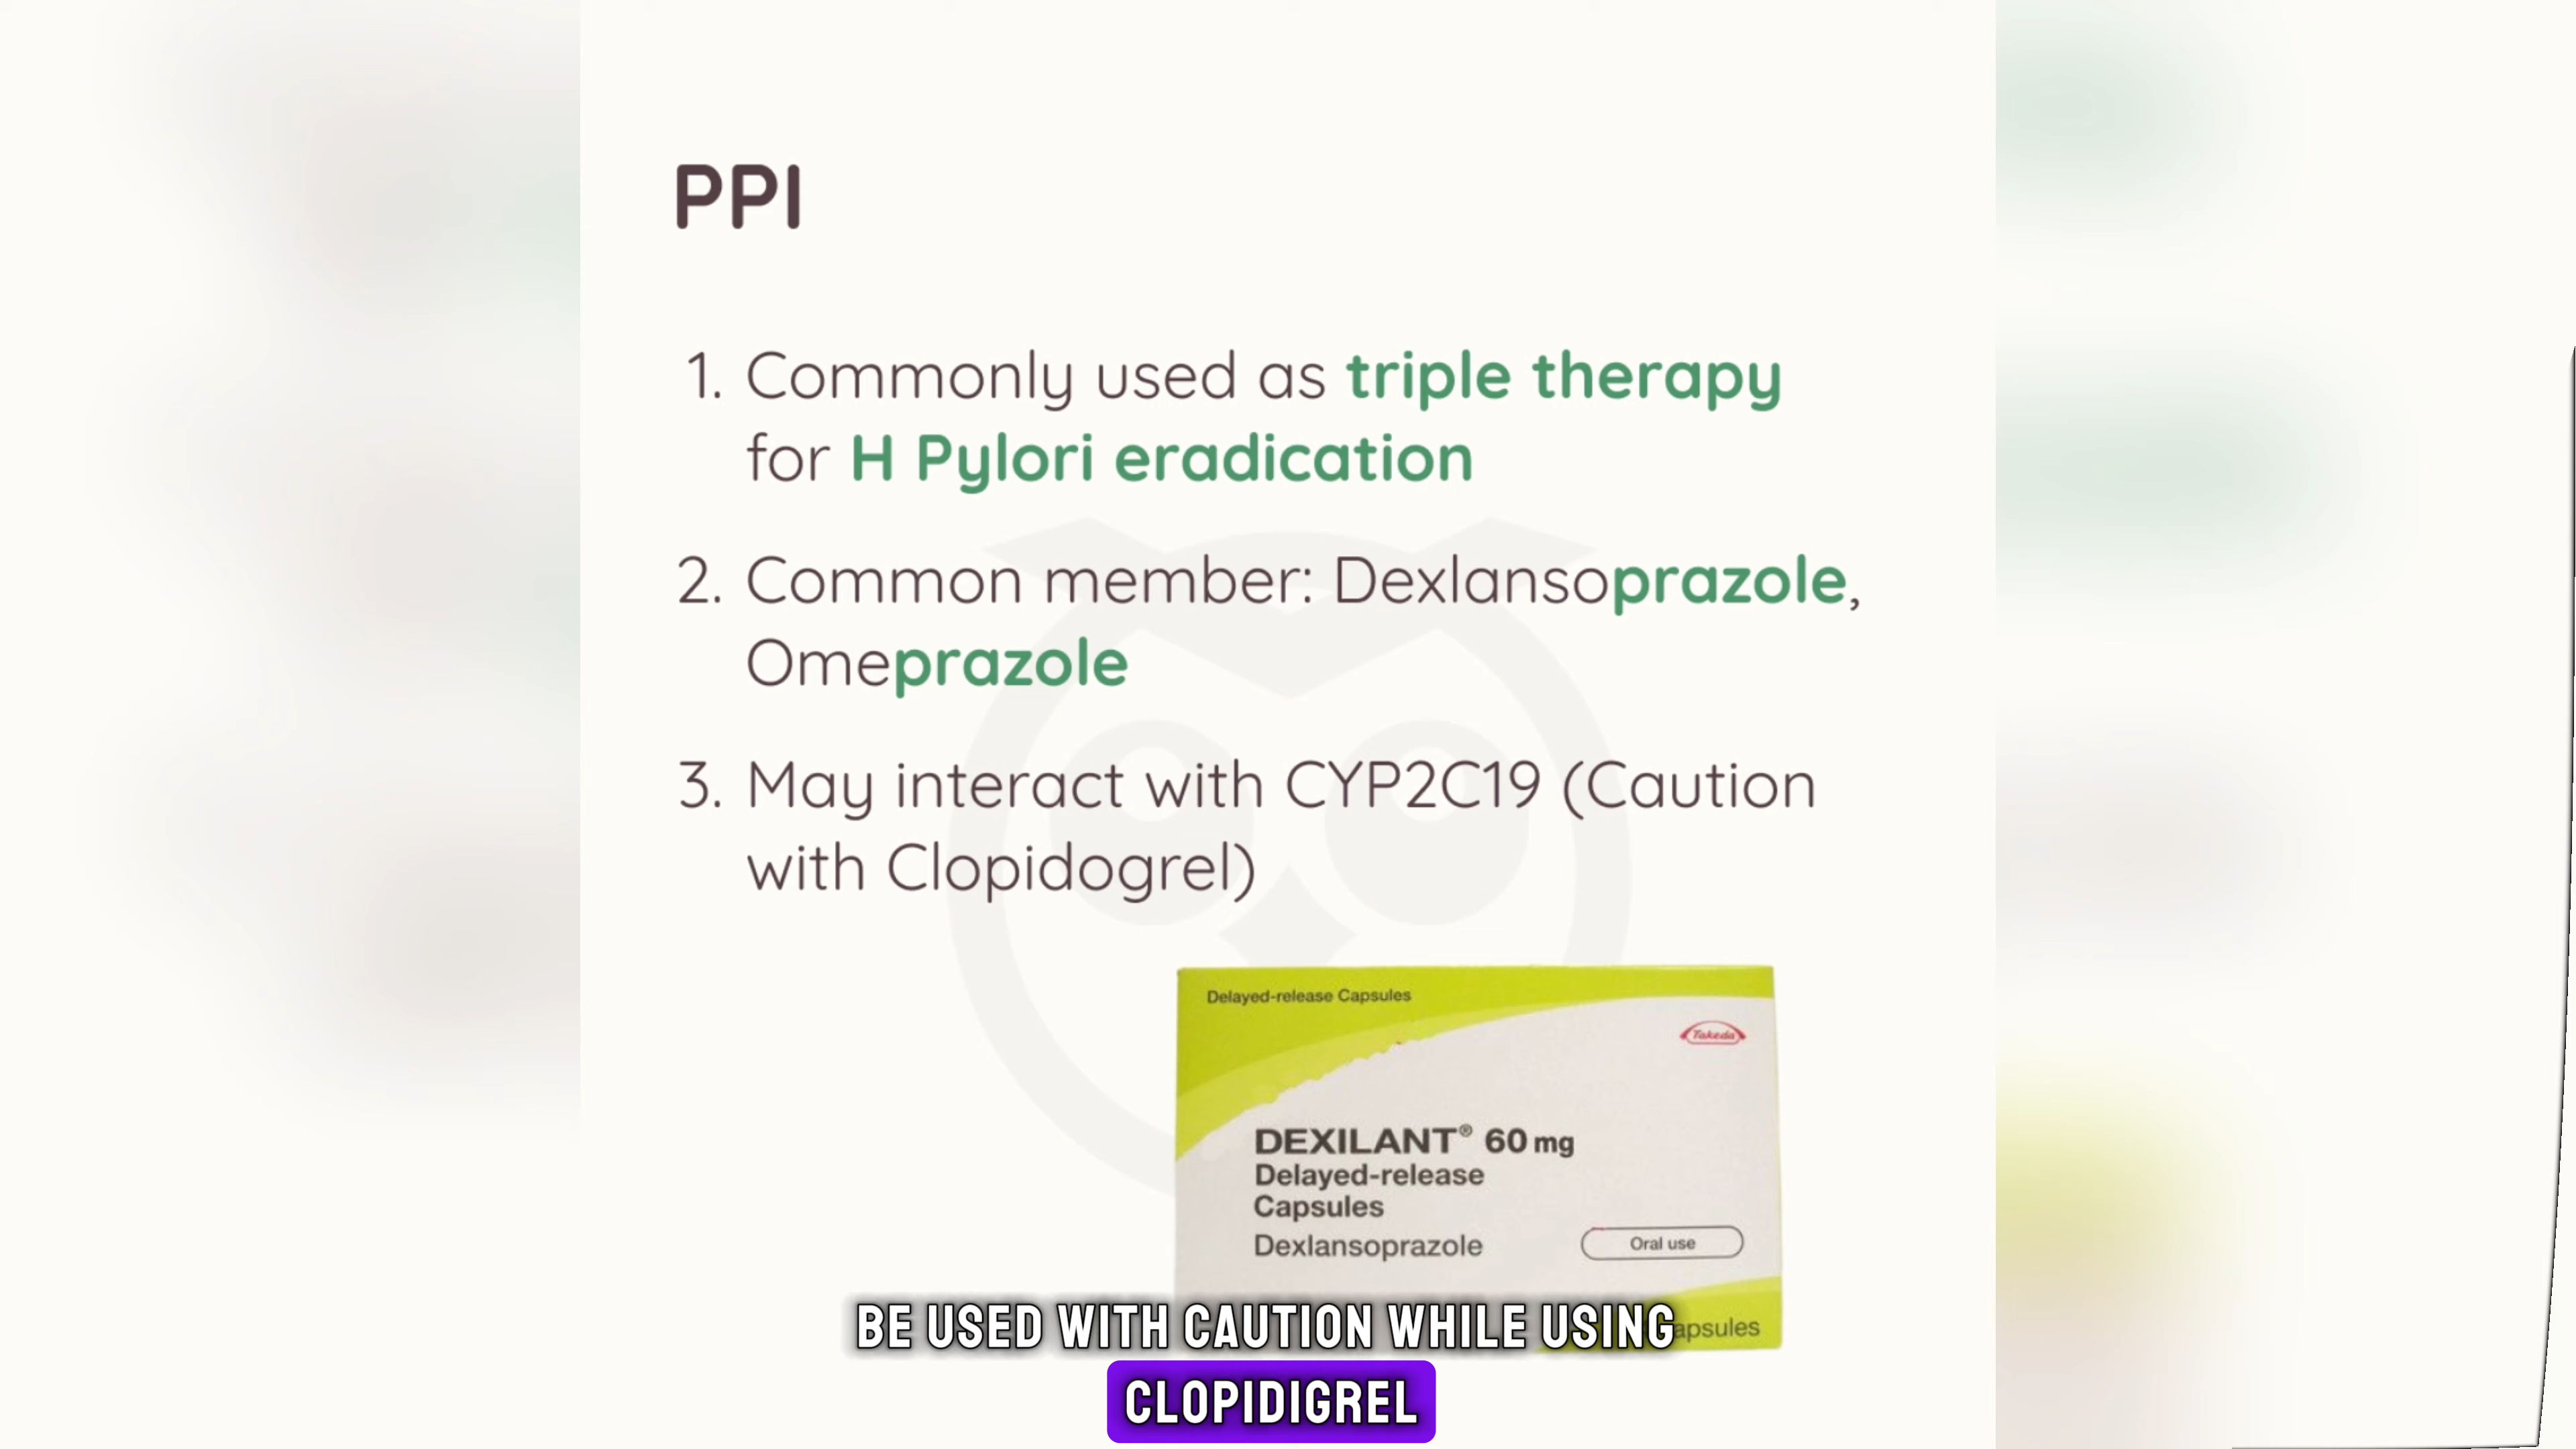 PPI
1. Commonly used as triple therapy
for H Pylori eradication
2. Common member: Dexlansoprazole,
Omeprazole
3. May interact with CYP2C19 (Caution
with Clopidogrel)
Delayed-release Capsules
Takeda
DEXILANT® 60 mg
Delayed-release
Capsules
Dexlansoprazole
Oral use
apsules
BE USED WITH CAUTION WHILE USING
CLOPIDIGREL